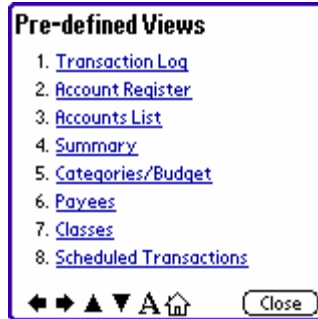 Pre-defined Views
1. Transaction Log
2. Account Register
3. Accounts List
4. Summary
5. Categories/Budget
6. Payees
7. Classes
8. Scheduled Transactions
A Close